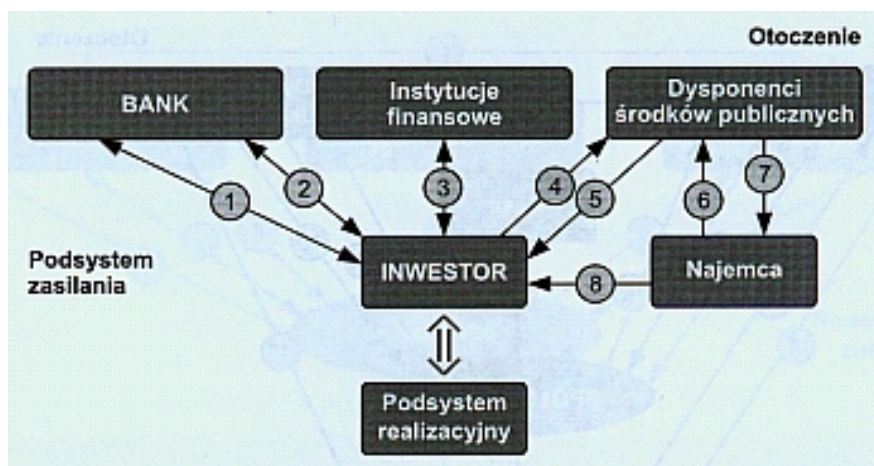 Otoczenie
BANK
Instytucje
finansowe
Dysponenci
środków publicznych
1
2
3
4
5
6
7
Podsystem
zasilania
INWESTOR
8
Najemca
Podsystem
realizacyjny